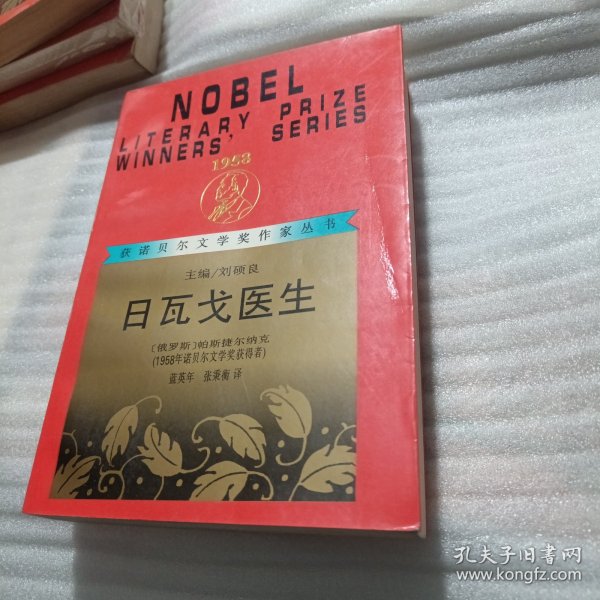 NOBEL
LITERARY PRIZE
WINNERS' SERIES
1958
获诺贝尔文学奖作家丛书
主编/刘硕良
日瓦戈医生
〔俄罗斯〕帕斯捷尔纳克
(1958年诺贝尔文学奖获得者)
蓝英年 张秉衡 译
孔夫子旧书网
www.kongfz.com